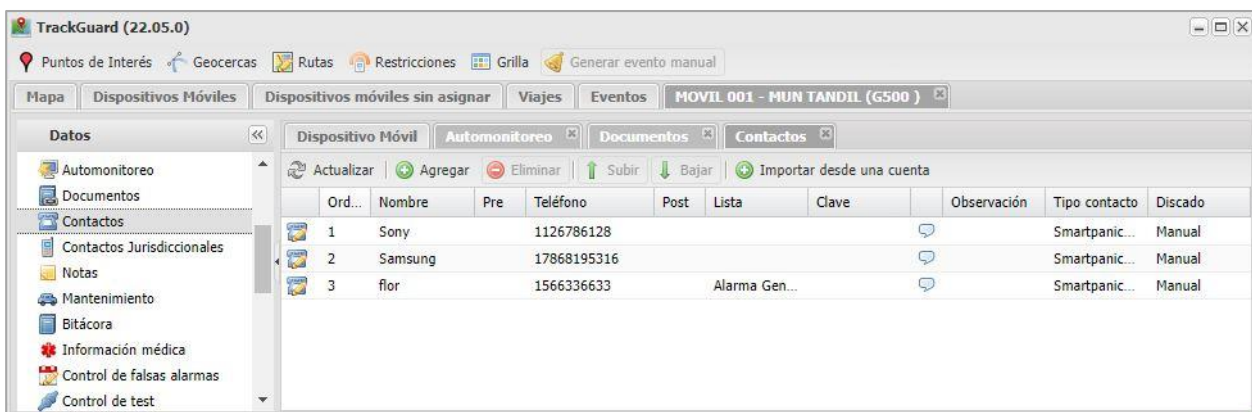 TrackGuard (22.05.0)
Puntos de Interés Geocercas Rutas Restricciones Grilla Generar evento manual
Mapa Dispositivos Móviles Dispositivos móviles sin asignar Viajes Eventos MOVIL 001 - MUN TANDIL (G500 )
Datos
Automonitoreo
Documentos
Contactos
Contactos Jurisdiccionales
Notas
Mantenimiento
Bitácora
Información médica
Control de falsas alarmas
Control de test
Dispositivo Móvil Automonitoreo Documentos Contactos
Actualizar Agregar Eliminar Subir Bajar Importar desde una cuenta
Ord... Nombre Pre Teléfono Post Lista Clave Observación Tipo contacto Discado
1 Sony 1126786128 Smartpanic... Manual
2 Samsung 17868195316 Smartpanic... Manual
3 flor 1566336633 Alarma Gen... Smartpanic... Manual